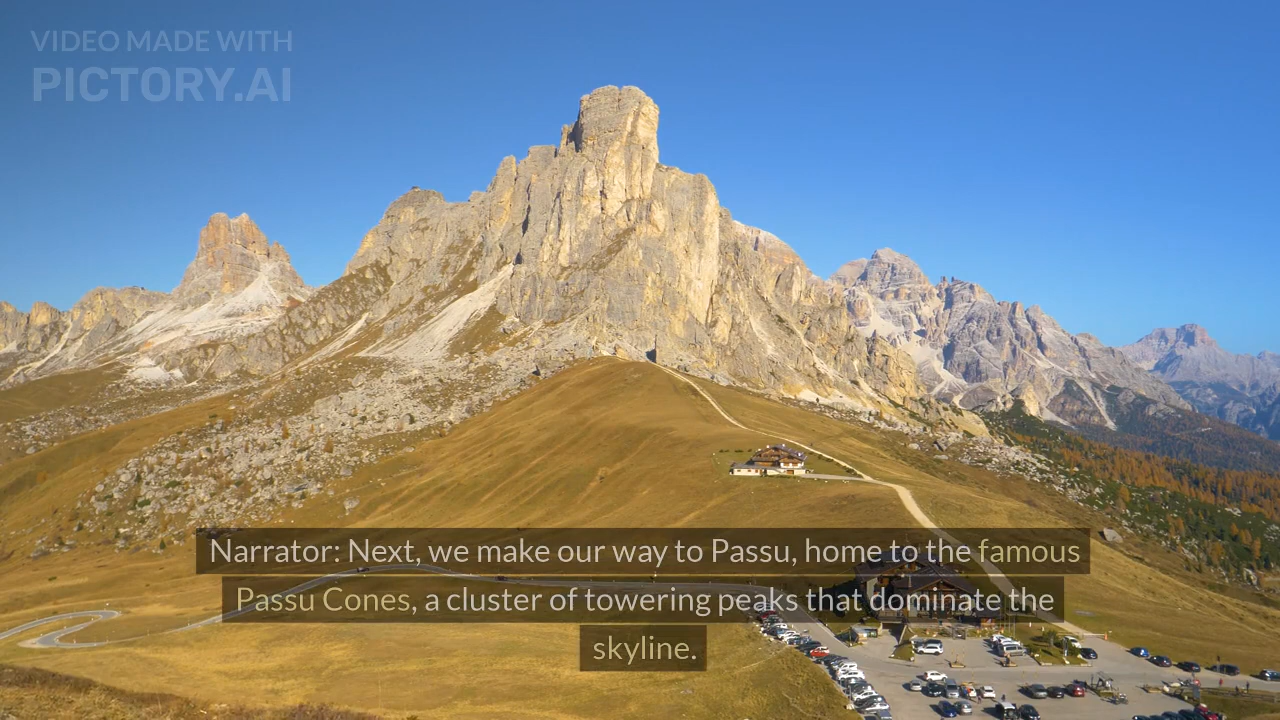 VIDEO MADE WITH
PICTORY.AI
Narrator: Next, we make our way to Passu, home to the famous
Passu Cones, a cluster of towering peaks that dominate the
skyline.